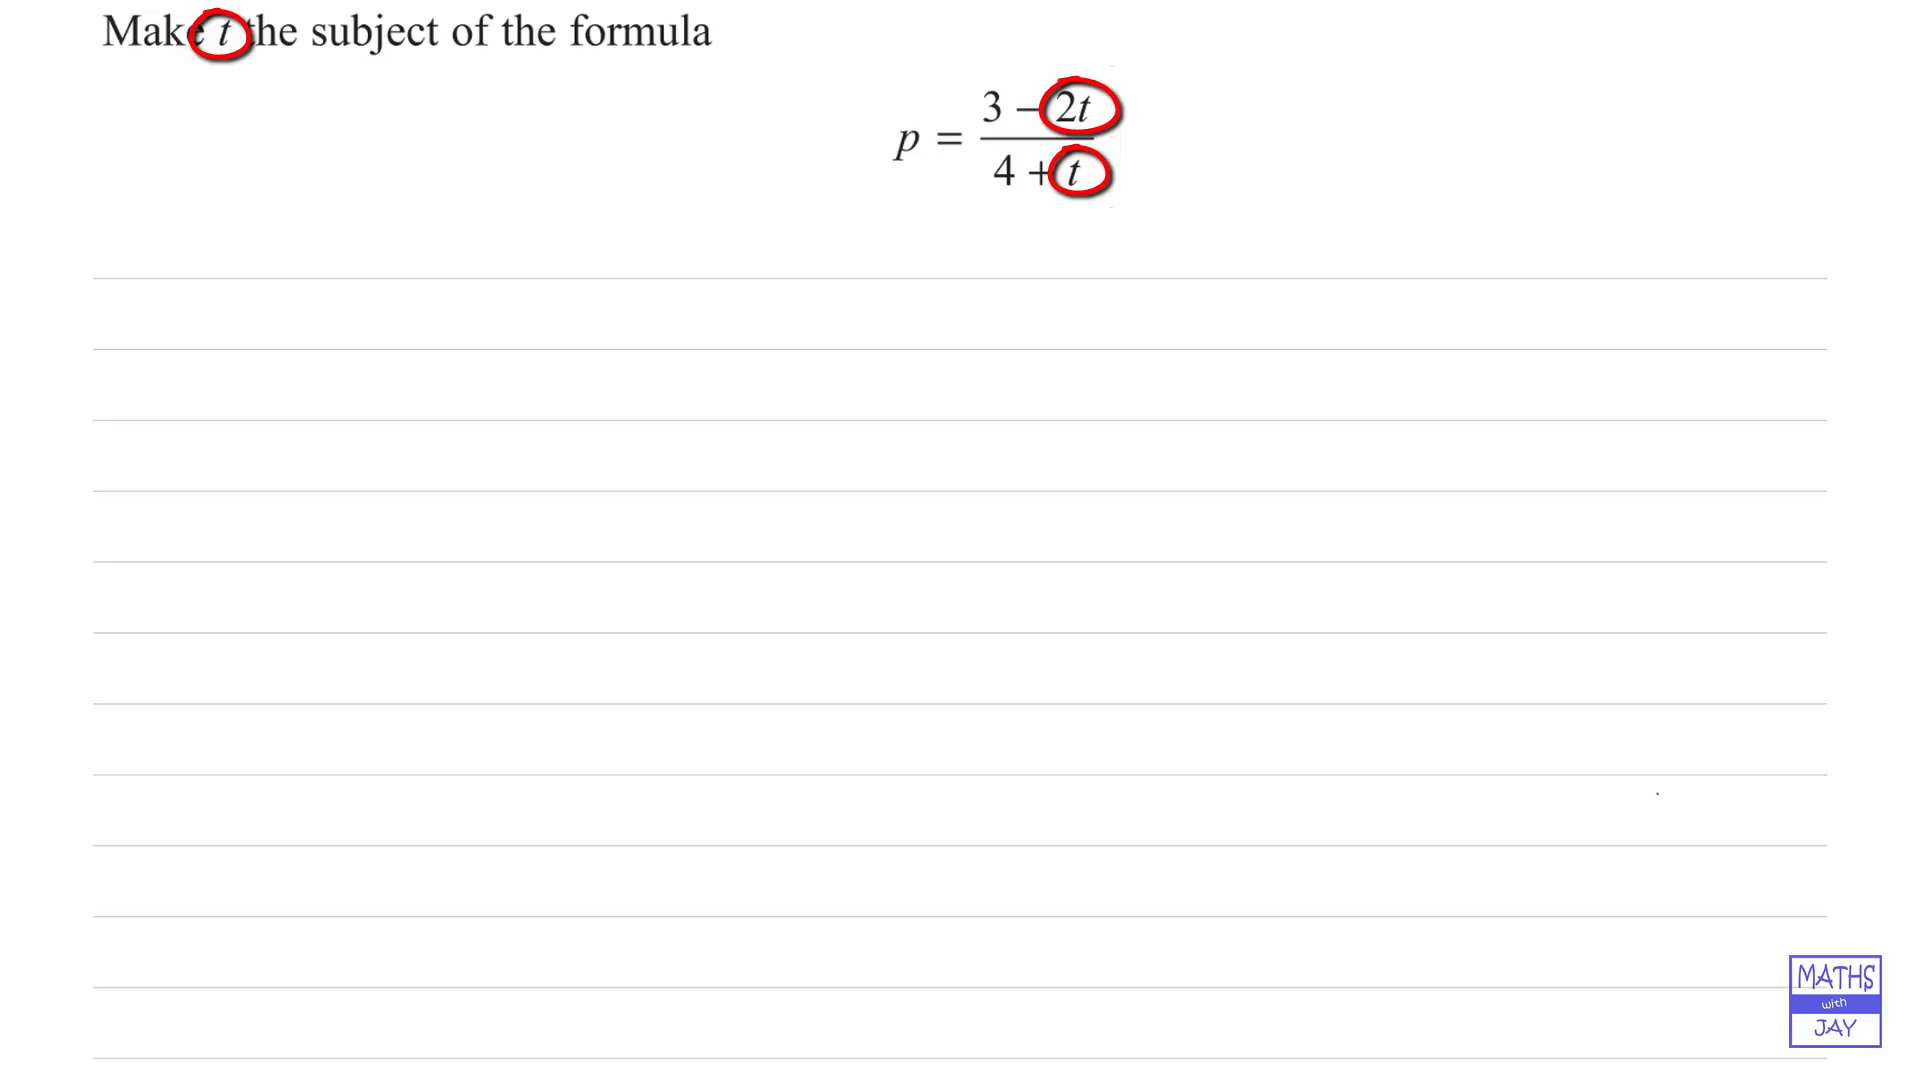 Make t the subject of the formula
3 − 2t
p =
4 + t
MATHS
with
JAY